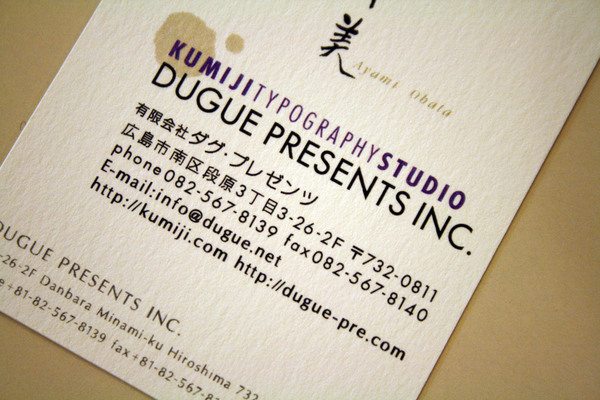 美
Ayami Obata
KUMIJITYPOGRAPHYSTUDIO
DUGUE PRESENTS INC.
有限会社ダグ・プレゼンツ
広島市南区段原3丁目3-26-2F 〒732-0811
phone082-567-8139 fax082-567-8140
E-mail:info@dugue.net
http://kumiji.com http://dugue-pre.com
DUGUE PRESENTS INC.
-26-2F Danbara Minami-ku Hiroshima 732
+81-82-567-8139 fax+81-82-567-8